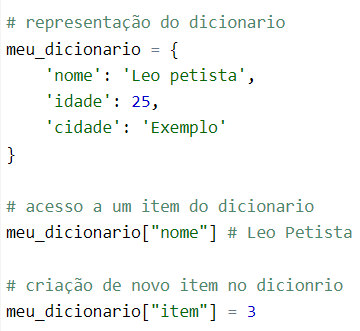 # representação do dicionario
meu_dicionario = {
    'nome': 'Leo petista',
    'idade': 25,
    'cidade': 'Exemplo'
}
# acesso a um item do dicionario
meu_dicionario["nome"] # Leo Petista
# criação de novo item no dicionrio
meu_dicionario["item"] = 3